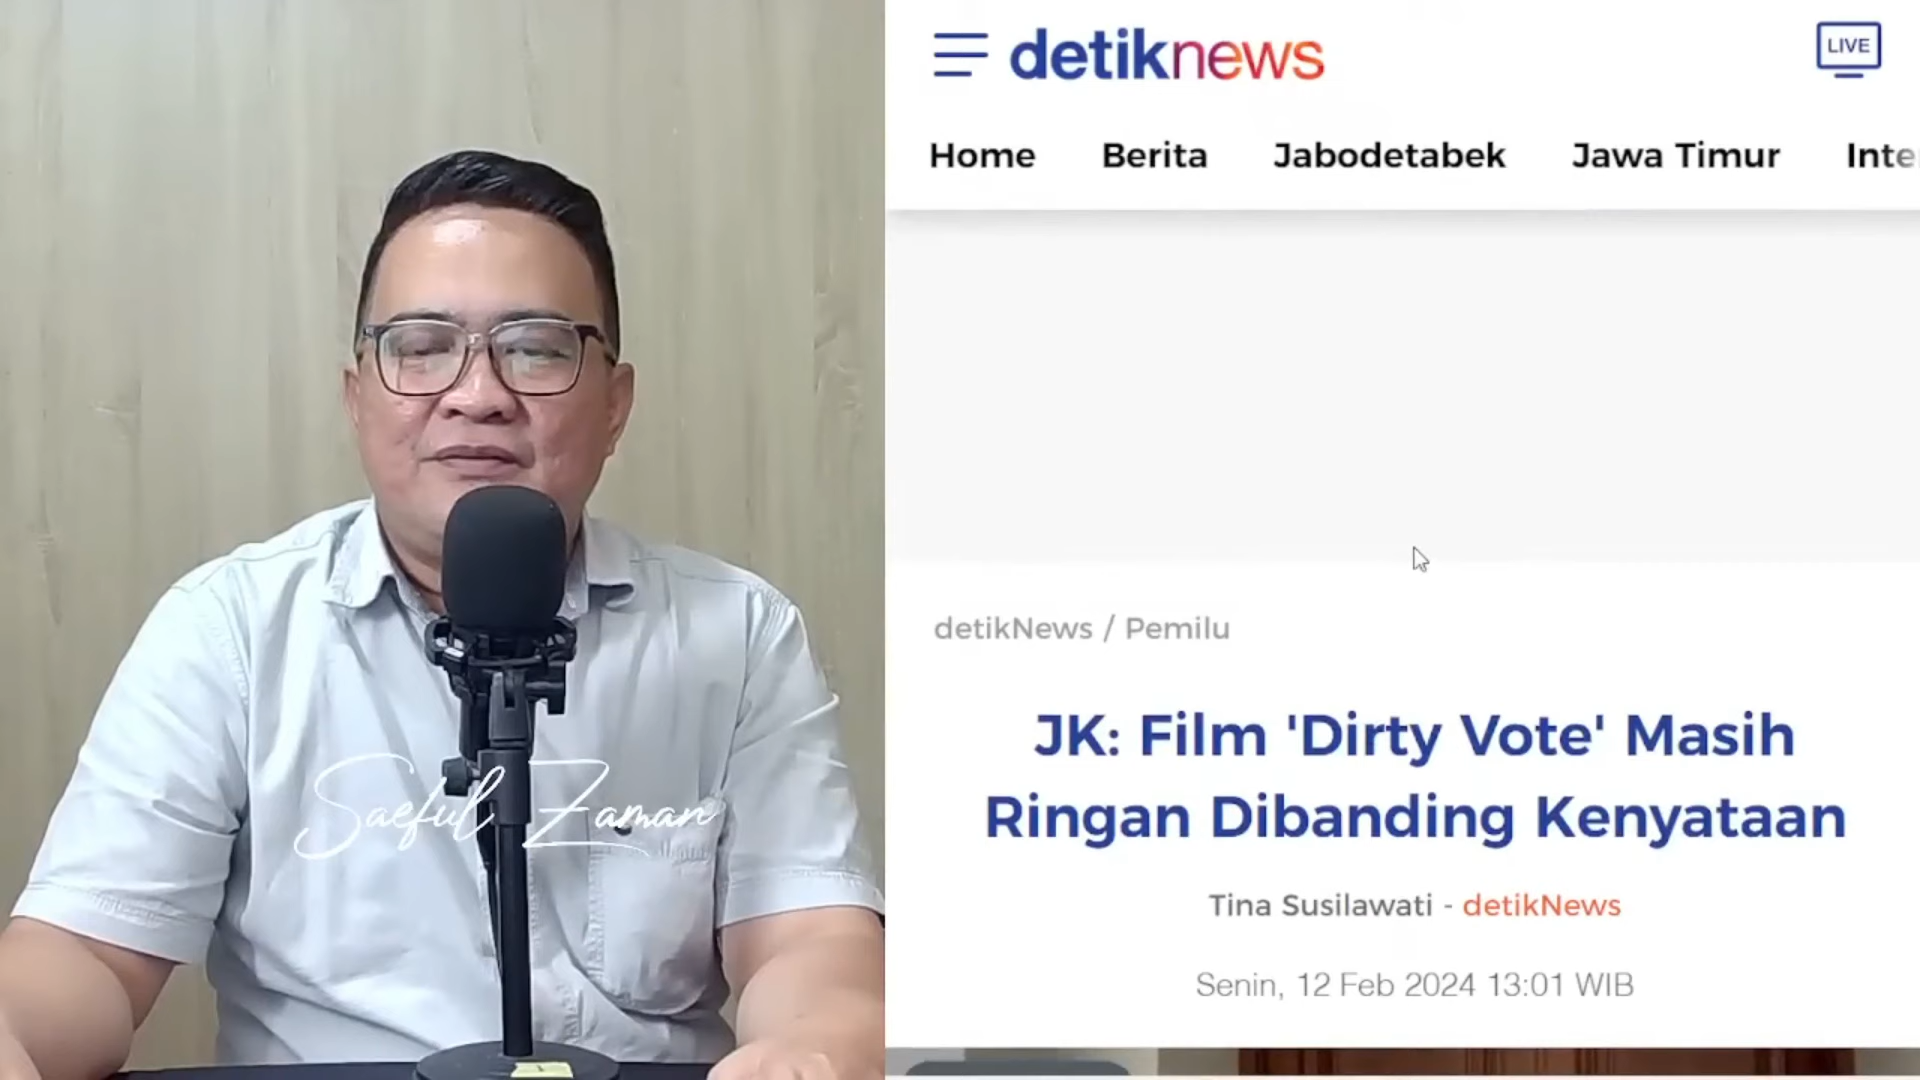 Saeful Zaman
detiknews
LIVE
Home Berita Jabodetabek Jawa Timur Inte
detikNews / Pemilu
JK: Film 'Dirty Vote' Masih
Ringan Dibanding Kenyataan
Tina Susilawati - detikNews
Senin, 12 Feb 2024 13:01 WIB